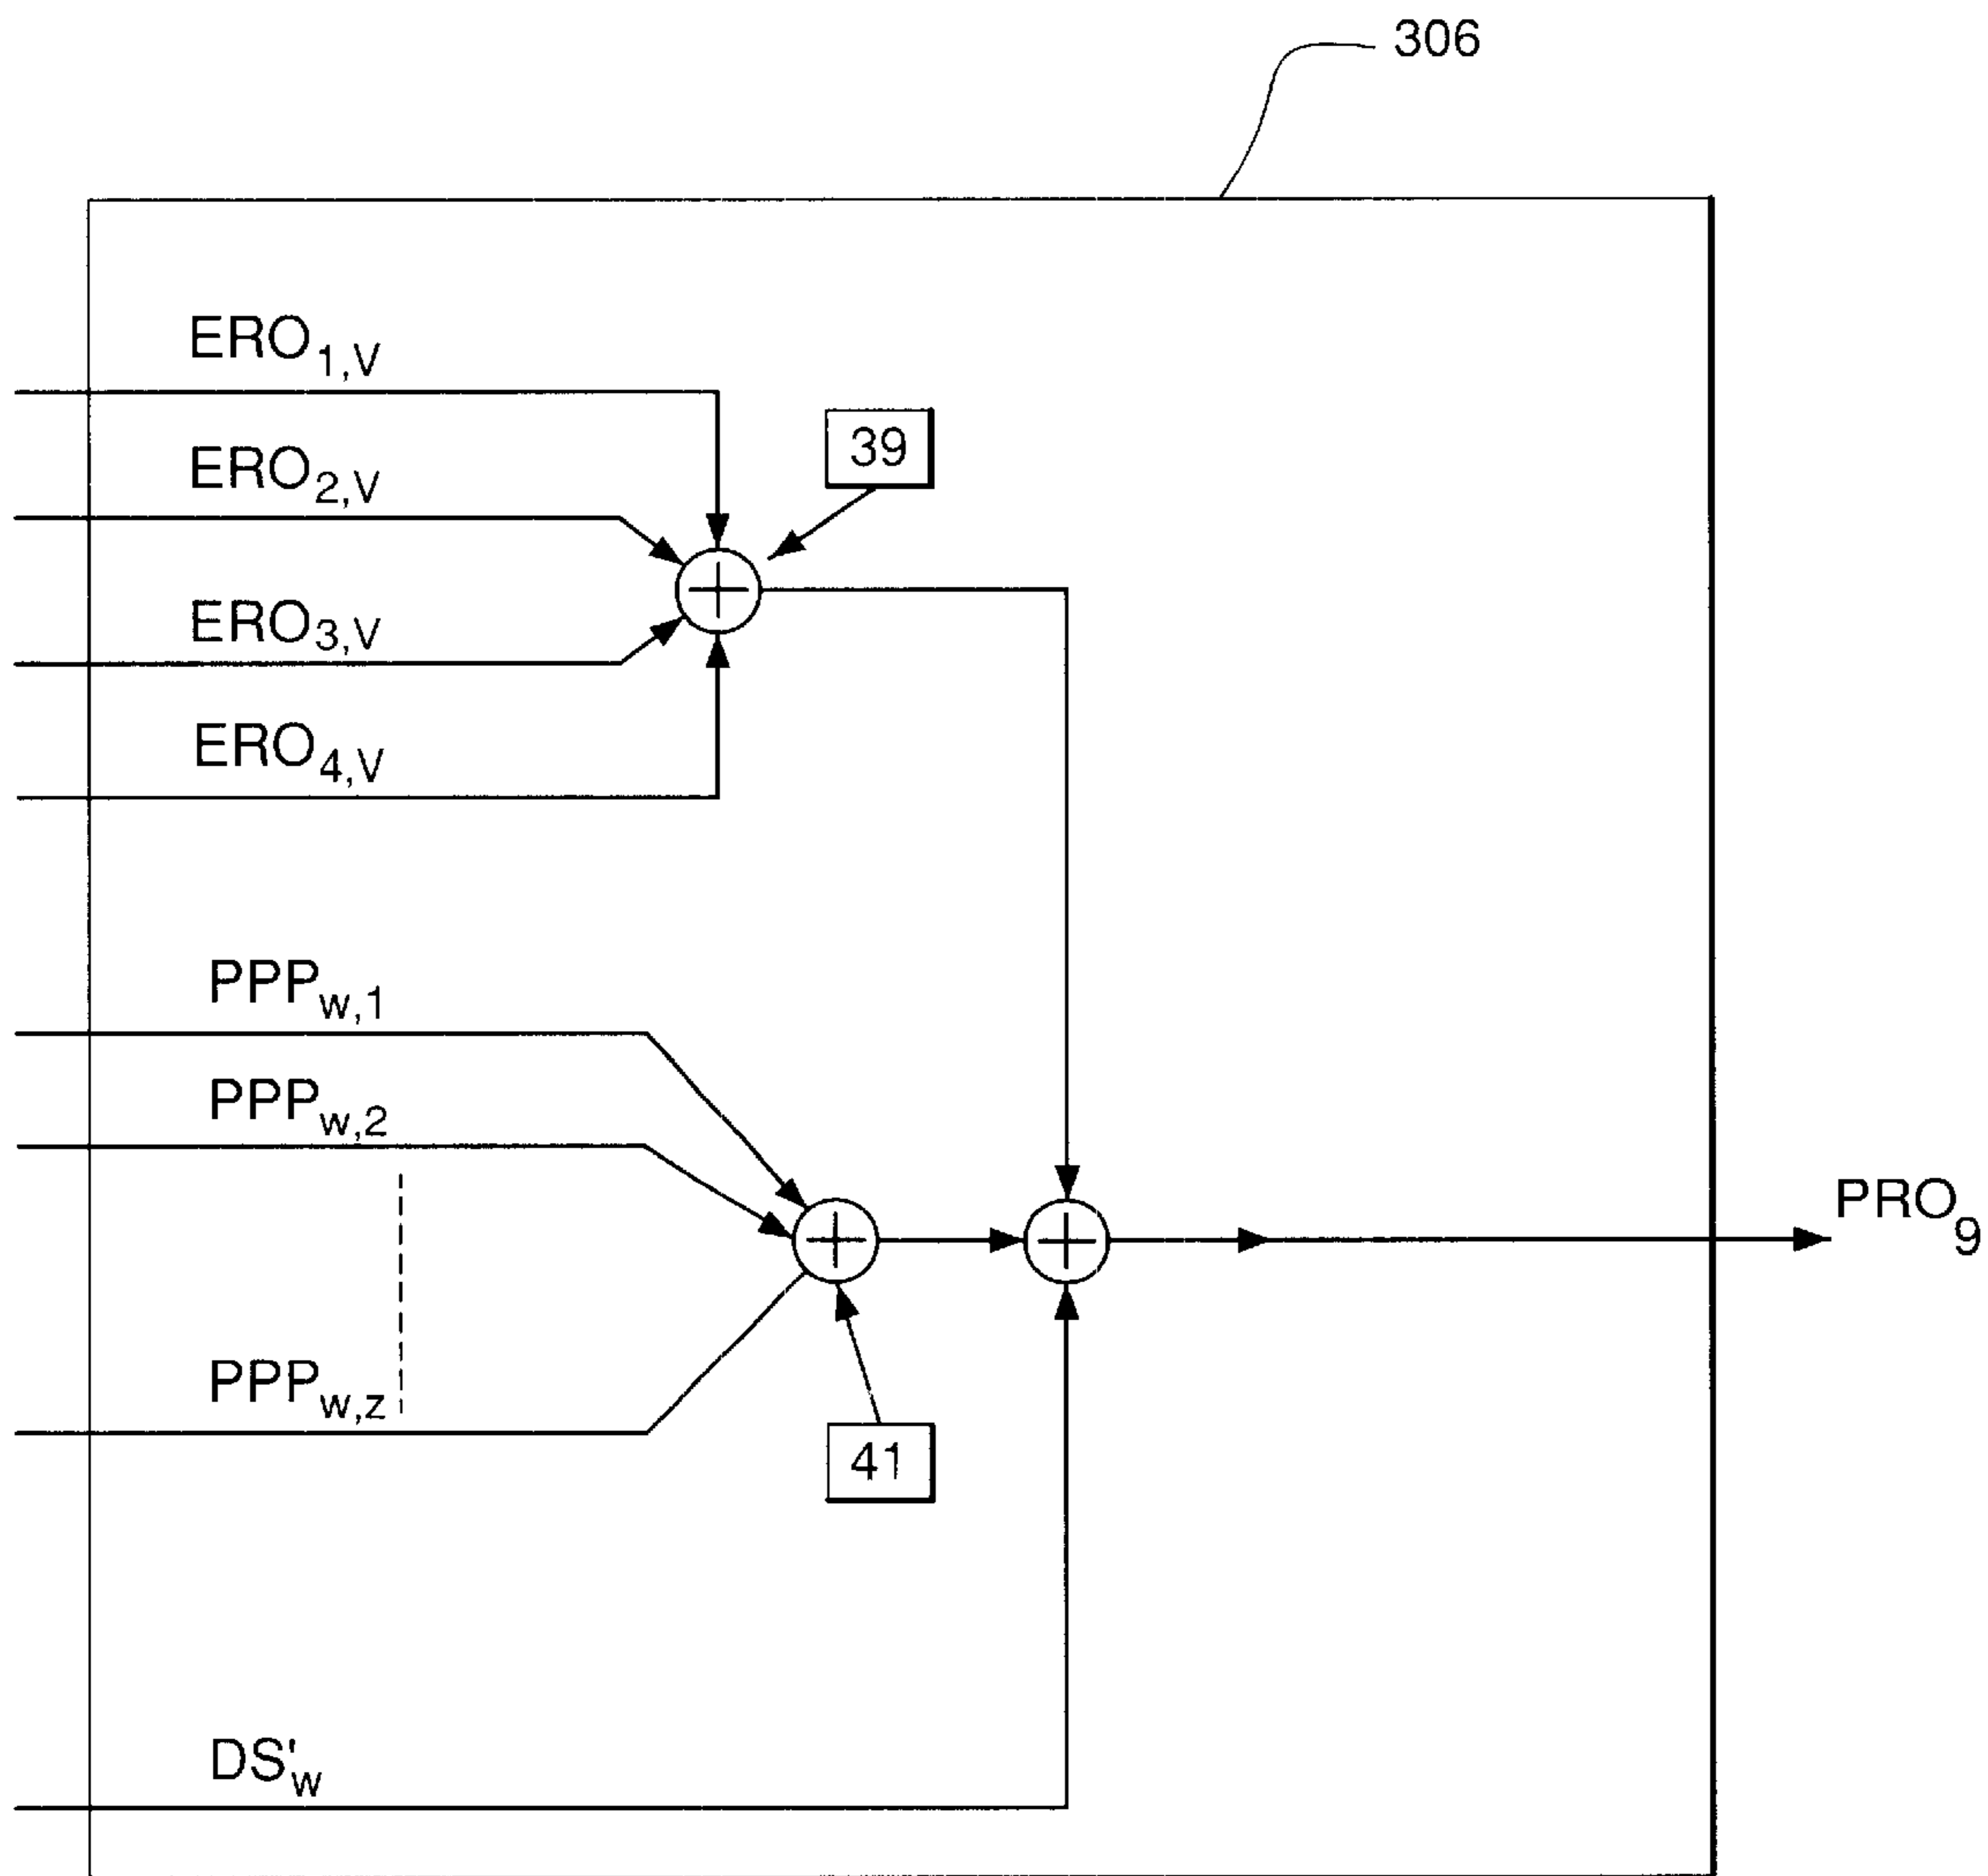 306
ERO1,V
ERO2,V
39
ERO3,V
ERO4,V
PPPw,1
PPPw,2
PRO9
PPPw,z
41
DS'w